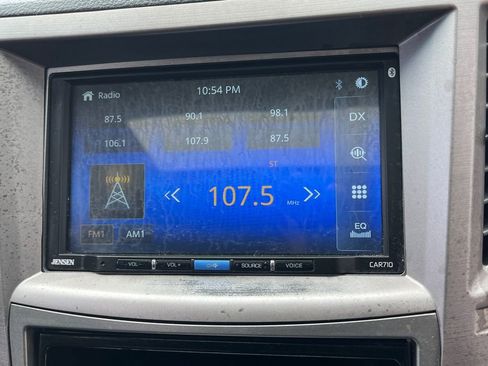 Radio 10:54 PM
87.5 90.1 98.1 DX
106.1 107.9 87.5
ST
<< 107.5 MHz >>
FM1 AM1 EQ
JENSEN VOL - VOL + SOURCE VOICE CAR710